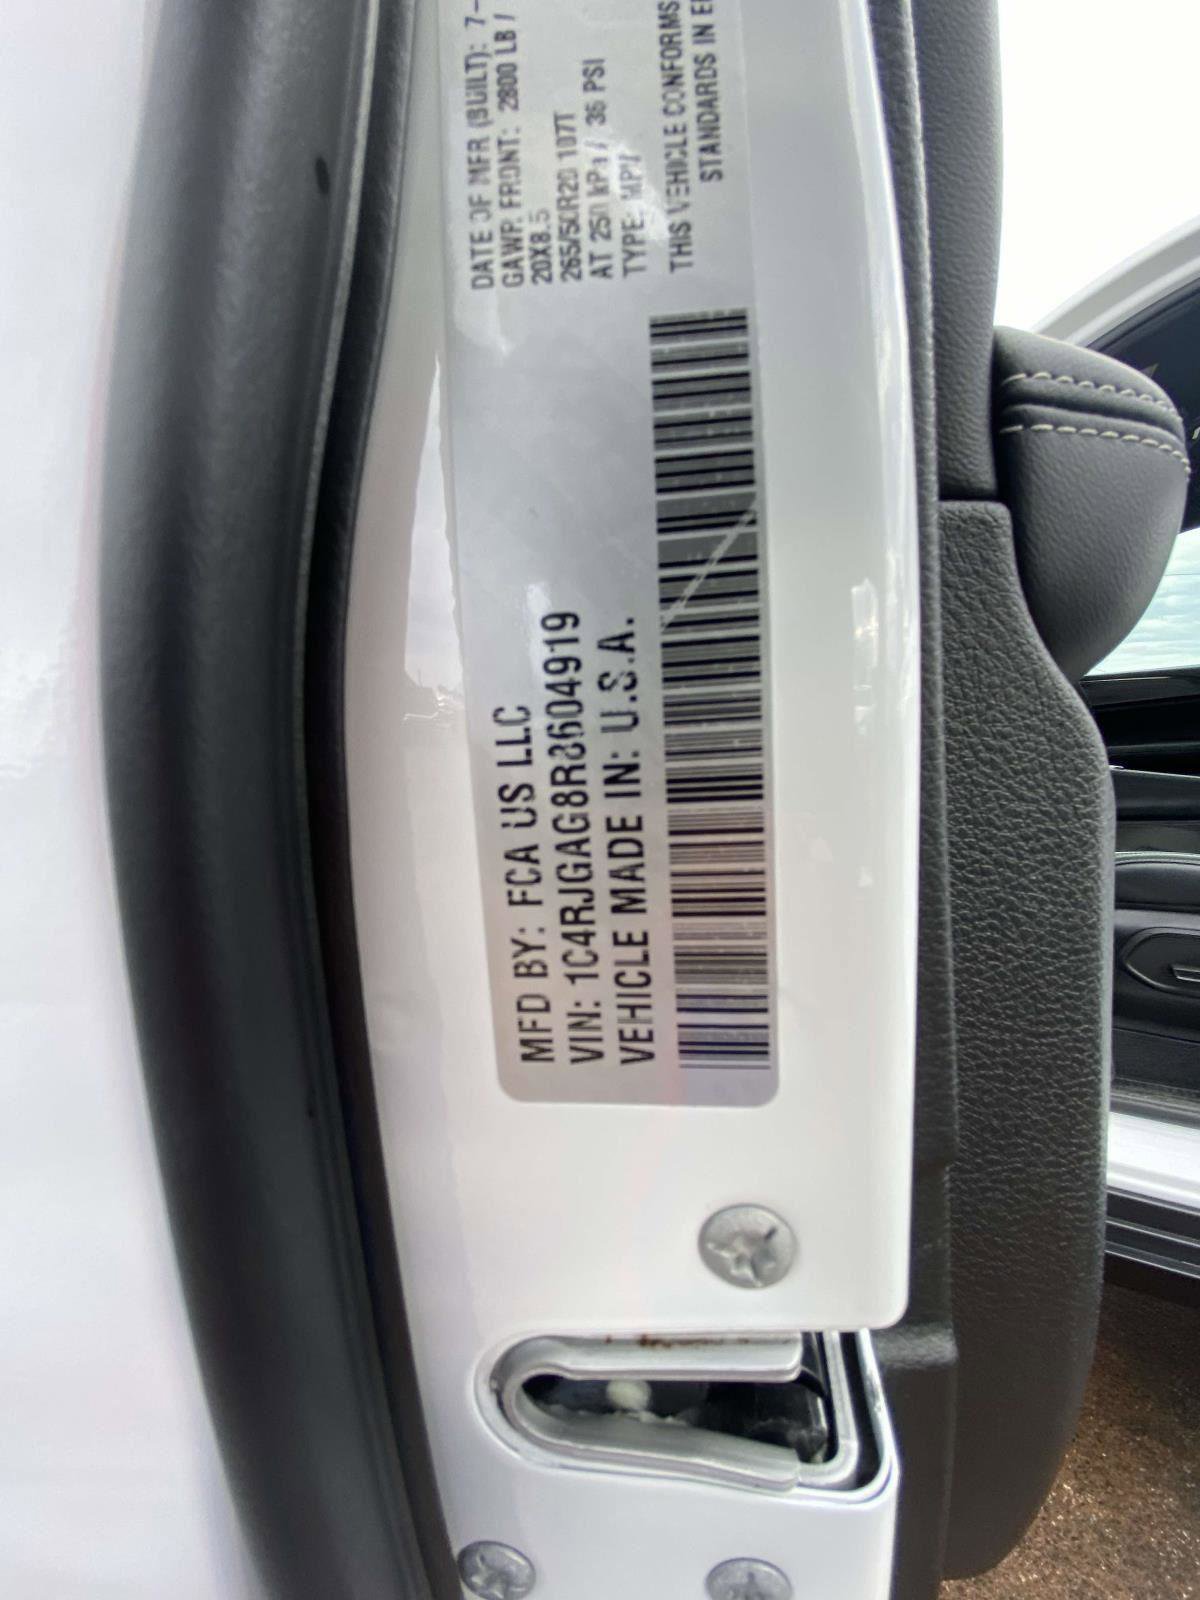 MFD BY: FCA US LLC
VIN: 1C4RJGAG8R8604919
VEHICLE MADE IN: U.S.A.
DATE OF MFR (BUILT): 7-
GAWR: FRONT: 2800 LB /
20X8.5
265/50R20 107T
AT 250 kPa / 36 PSI
TYPE: MPV
THIS VEHICLE CONFORMS
STANDARDS IN